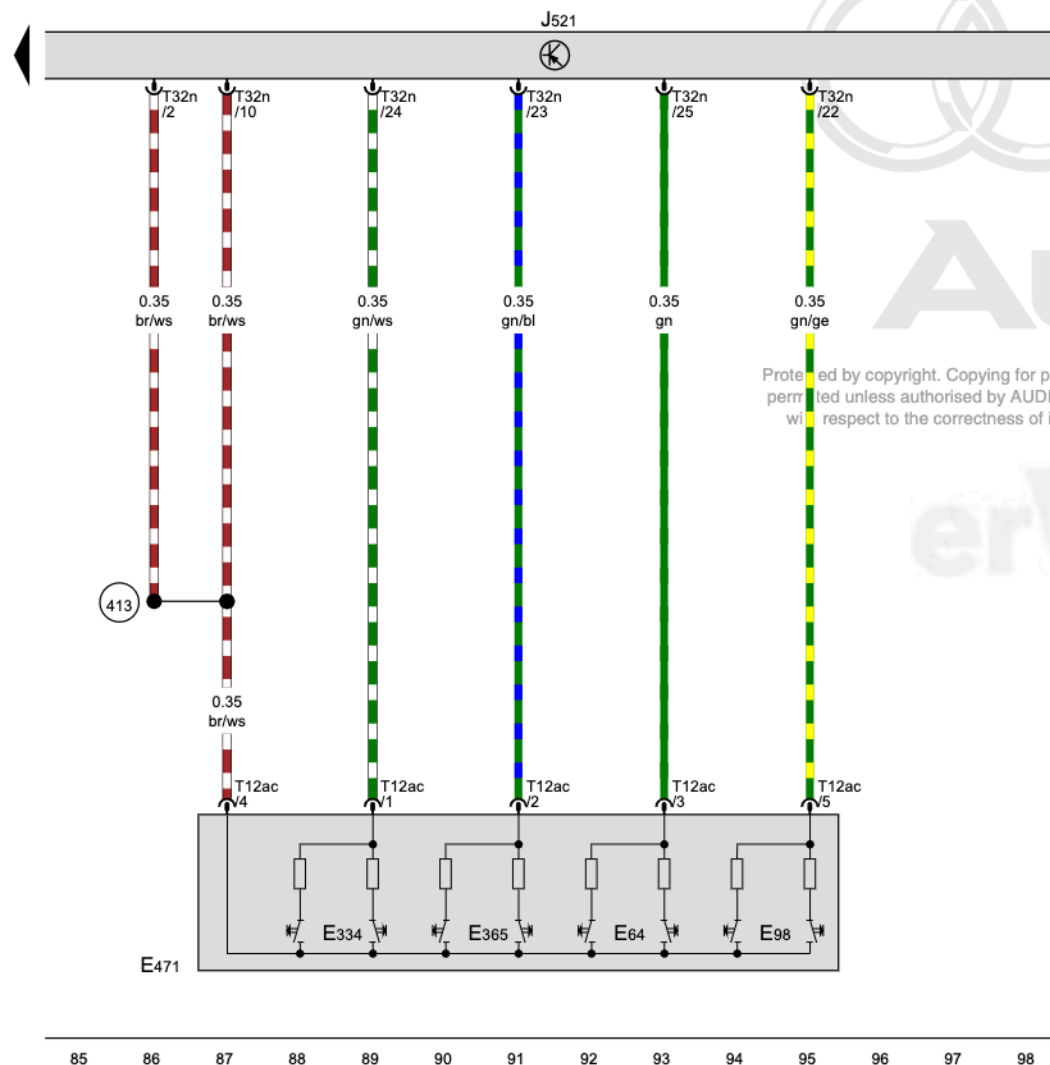 J521
T32n
/2
T32n
/10
T32n
/24
T32n
/23
T32n
/25
T32n
/22
Au
0.35
br/ws
0.35
br/ws
0.35
gn/ws
0.35
gn/bl
0.35
gn
0.35
gn/ge
Prote ed by copyright. Copying for p
perm ted unless authorised by AUDI
wi respect to the correctness of i
er
413
0.35
br/ws
T12ac
/4
T12ac
/1
T12ac
/2
T12ac
/3
T12ac
/5
E334
E365
E64
E98
E471
85 86 87 88 89 90 91 92 93 94 95 96 97 98